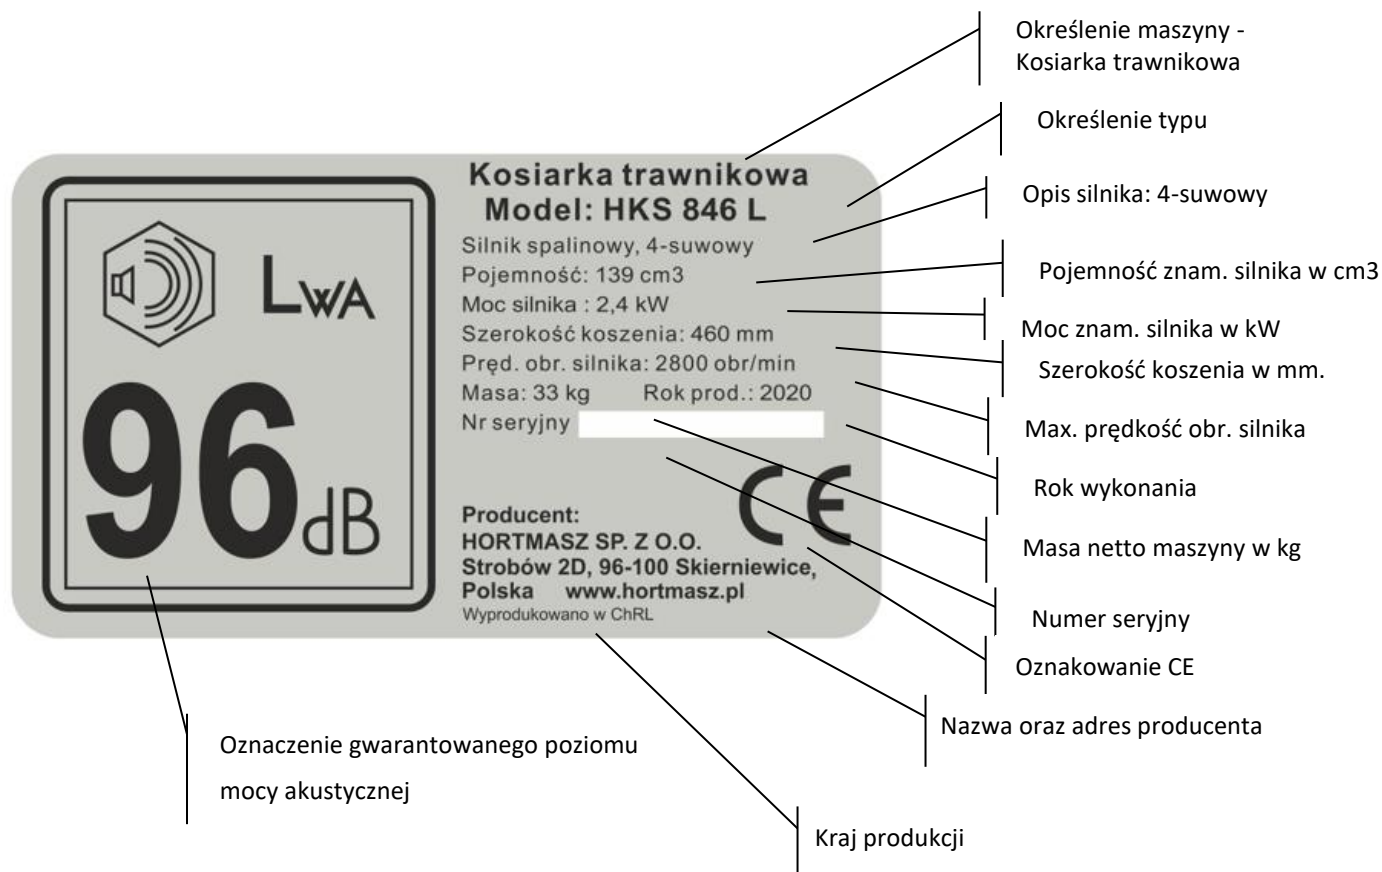 Określenie maszyny -
Kosiarka trawnikowa
Określenie typu
Opis silnika: 4-suwowy
Pojemność znam. silnika w cm3
Moc znam. silnika w kW
Szerokość koszenia w mm.
Max. prędkość obr. silnika
Rok wykonania
Masa netto maszyny w kg
Numer seryjny
Oznakowanie CE
Nazwa oraz adres producenta
Kraj produkcji
Oznaczenie gwarantowanego poziomu
mocy akustycznej
LWA
96 dB
Kosiarka trawnikowa
Model: HKS 846 L
Silnik spalinowy, 4-suwowy
Pojemność: 139 cm3
Moc silnika : 2,4 kW
Szerokość koszenia: 460 mm
Pręd. obr. silnika: 2800 obr/min
Masa: 33 kg Rok prod.: 2020
Nr seryjny
CE
Producent:
HORTMASZ SP. Z O.O.
Strobów 2D, 96-100 Skierniewice,
Polska www.hortmasz.pl
Wyprodukowano w ChRL